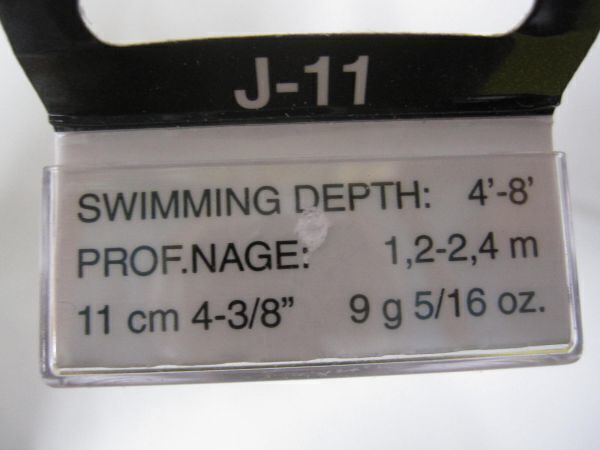 J-11
SWIMMING DEPTH: 4'-8'
PROF.NAGE: 1,2-2,4 m
11 cm 4-3/8" 9 g 5/16 oz.